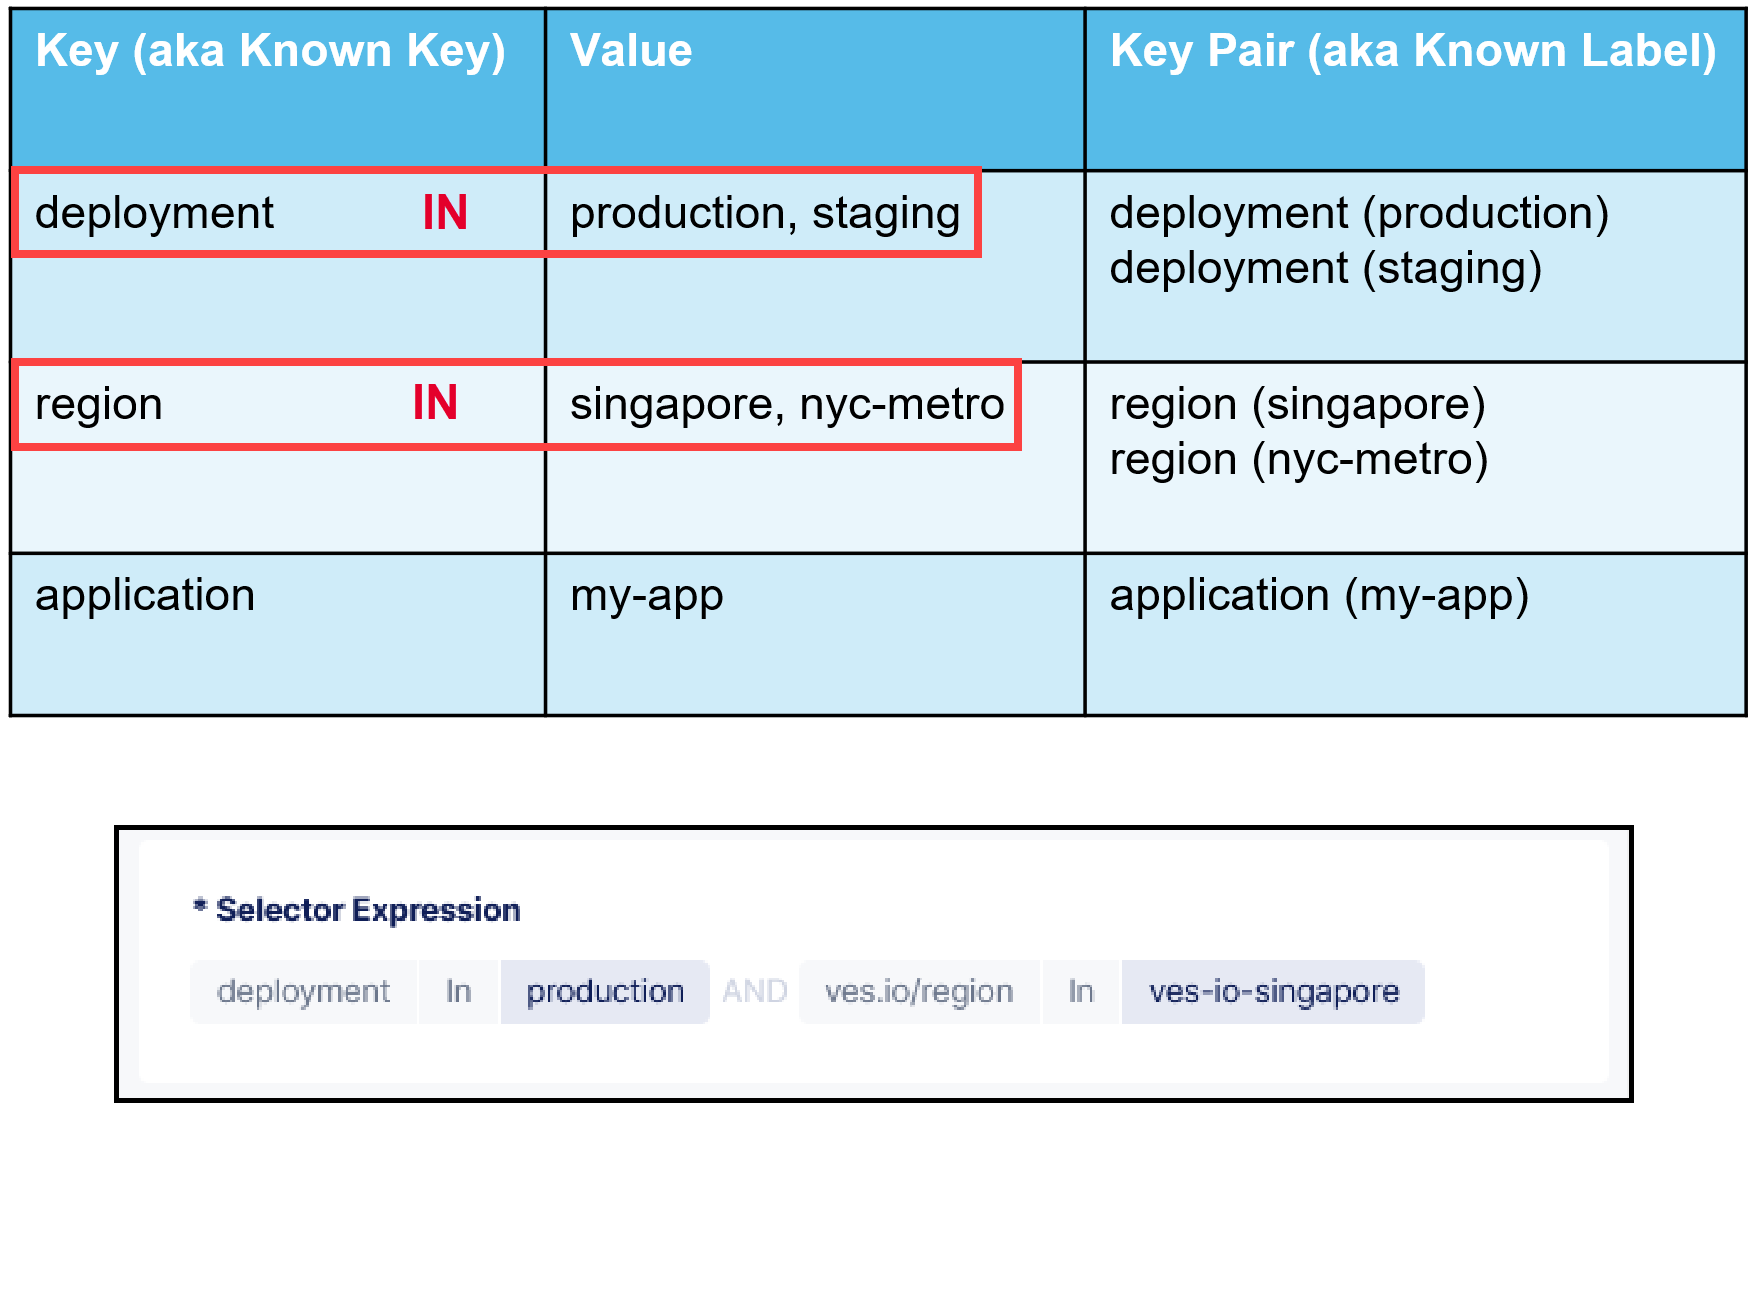 Key (aka Known Key) Value Key Pair (aka Known Label)
deployment IN production, staging deployment (production)
deployment (staging)
region IN singapore, nyc-metro region (singapore)
region (nyc-metro)
application my-app application (my-app)
* Selector Expression
deployment In production AND ves.io/region In ves-io-singapore